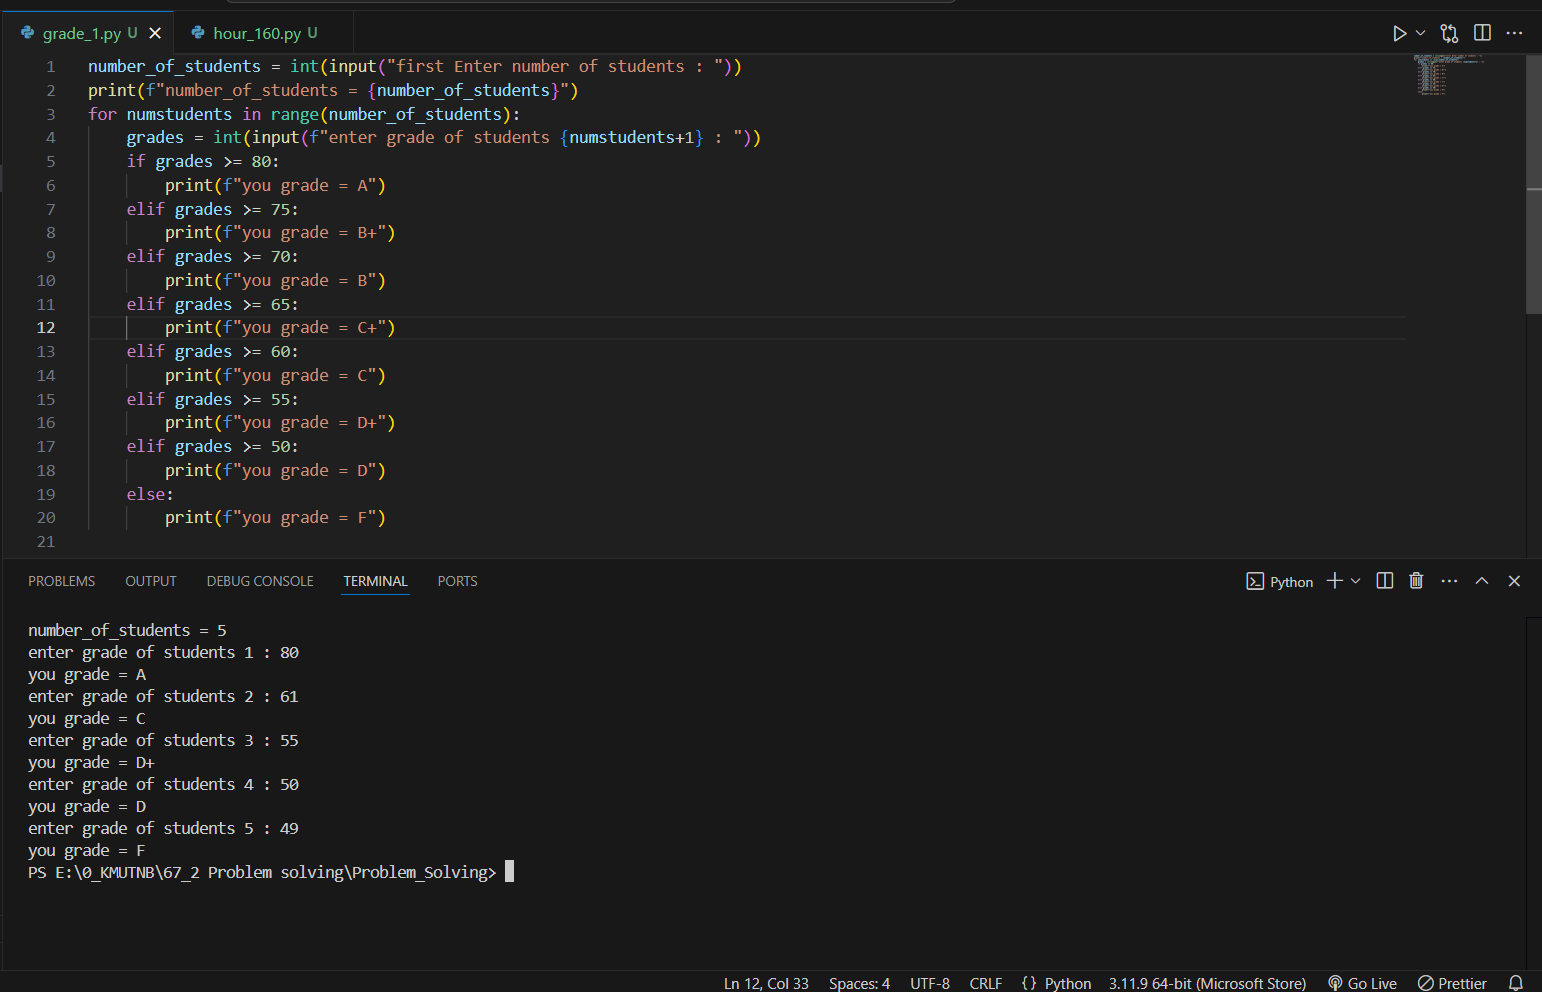 grade_1.py U
hour_160.py U
1 number_of_students = int(input("first Enter number of students : "))
2 print(f"number_of_students = {number_of_students}")
3 for numstudents in range(number_of_students):
4 grades = int(input(f"enter grade of students {numstudents+1} : "))
5 if grades >= 80:
6 print(f"you grade = A")
7 elif grades >= 75:
8 print(f"you grade = B+")
9 elif grades >= 70:
10 print(f"you grade = B")
11 elif grades >= 65:
12 print(f"you grade = C+")
13 elif grades >= 60:
14 print(f"you grade = C")
15 elif grades >= 55:
16 print(f"you grade = D+")
17 elif grades >= 50:
18 print(f"you grade = D")
19 else:
20 print(f"you grade = F")
21
PROBLEMS OUTPUT DEBUG CONSOLE TERMINAL PORTS Python
number_of_students = 5
enter grade of students 1 : 80
you grade = A
enter grade of students 2 : 61
you grade = C
enter grade of students 3 : 55
you grade = D+
enter grade of students 4 : 50
you grade = D
enter grade of students 5 : 49
you grade = F
PS E:\0_KMUTNB\67_2 Problem solving\Problem_Solving>
Ln 12, Col 33 Spaces: 4 UTF-8 CRLF {} Python 3.11.9 64-bit (Microsoft Store) Go Live Prettier